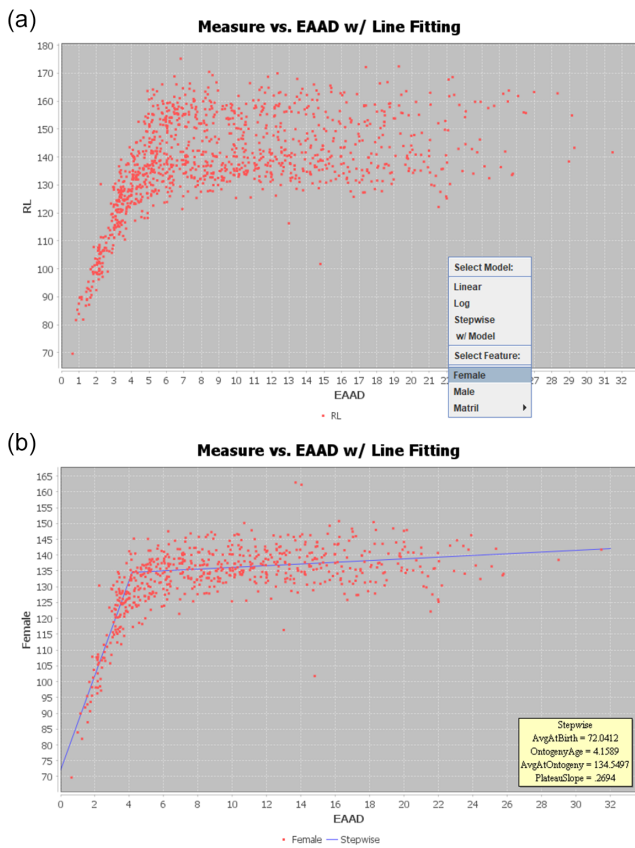 (a)
Measure vs. EAAD w/ Line Fitting
180
170
160
150
140
130
120
110
100
90
80
70
RL
0 1 2 3 4 5 6 7 8 9 10 11 12 13 14 15 16 17 18 19 20 21 22 27 28 29 30 31 32
EAAD
RL
Select Model:
Linear
Log
Stepwise
w/ Model
Select Feature:
Female
Male
Matril
(b)
Measure vs. EAAD w/ Line Fitting
165
160
155
150
145
140
135
130
125
120
115
110
105
100
95
90
85
80
75
70
Female
0 2 4 6 8 10 12 14 16 18 20 22 24 26 28 30 32
EAAD
Stepwise
AvgAtBirth = 72.0412
OntogenyAge = 4.1589
AvgAtOntogeny = 134.5497
PlateauSlope = .2694
Female Stepwise